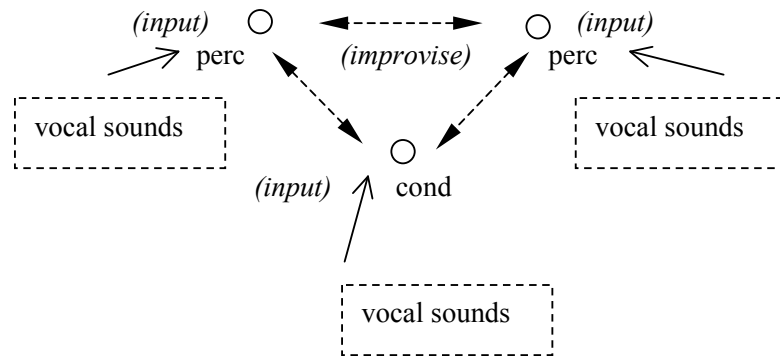 (input) (input)
perc (improvise) perc
vocal sounds vocal sounds
(input) cond
vocal sounds